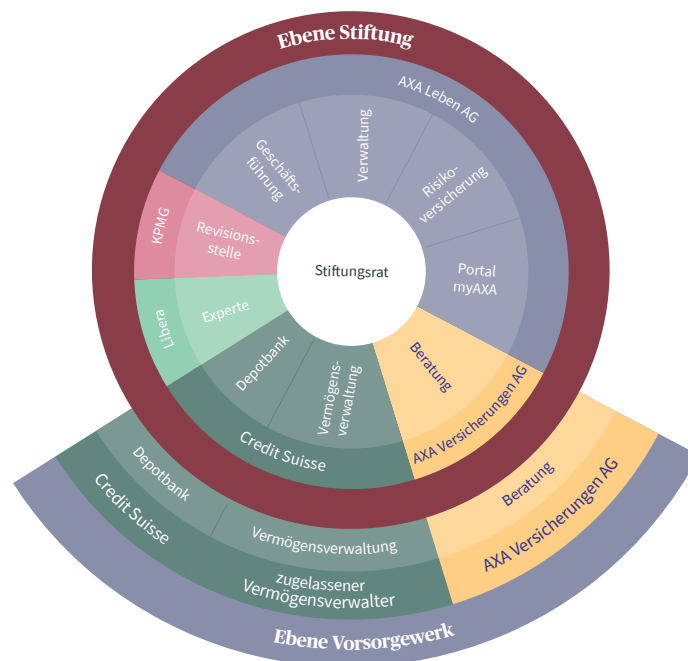 Ebene Stiftung
AXA Leben AG
Geschäfts-
führung
Verwaltung
Risiko-
versicherung
Portal
myAXA
KPMG
Revisions-
stelle
Stiftungsrat
Libera
Experte
Depotbank
Vermögens-
verwaltung
Credit Suisse
Beratung
AXA Versicherungen AG
Depotbank
Credit Suisse
Vermögensverwaltung
zugelassener
Vermögensverwalter
Beratung
AXA Versicherungen AG
Ebene Vorsorgewerk